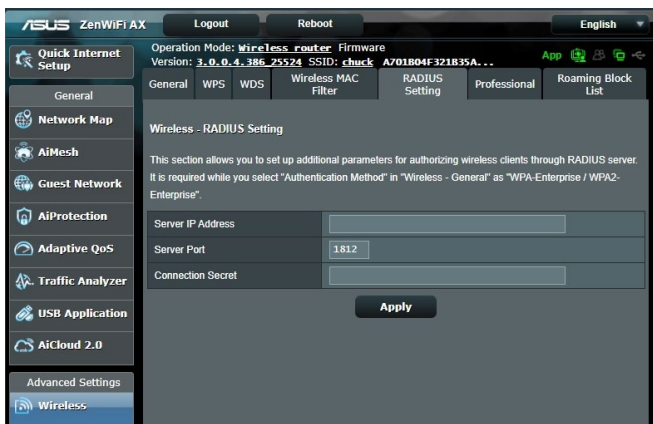 ASUS ZenWiFi AX Logout Reboot English
Operation Mode: Wireless router Firmware
Version: 3.0.0.4.386_25524 SSID: chuck A701B04F321B35A... App
Quick Internet
Setup
General
Network Map
AiMesh
Guest Network
AiProtection
Adaptive QoS
Traffic Analyzer
USB Application
AiCloud 2.0
Advanced Settings
Wireless
General WPS WDS Wireless MAC Filter RADIUS Setting Professional Roaming Block List
Wireless - RADIUS Setting
This section allows you to set up additional parameters for authorizing wireless clients through RADIUS server.
It is required while you select "Authentication Method" in "Wireless - General" as "WPA-Enterprise / WPA2-
Enterprise".
Server IP Address
Server Port 1812
Connection Secret
Apply